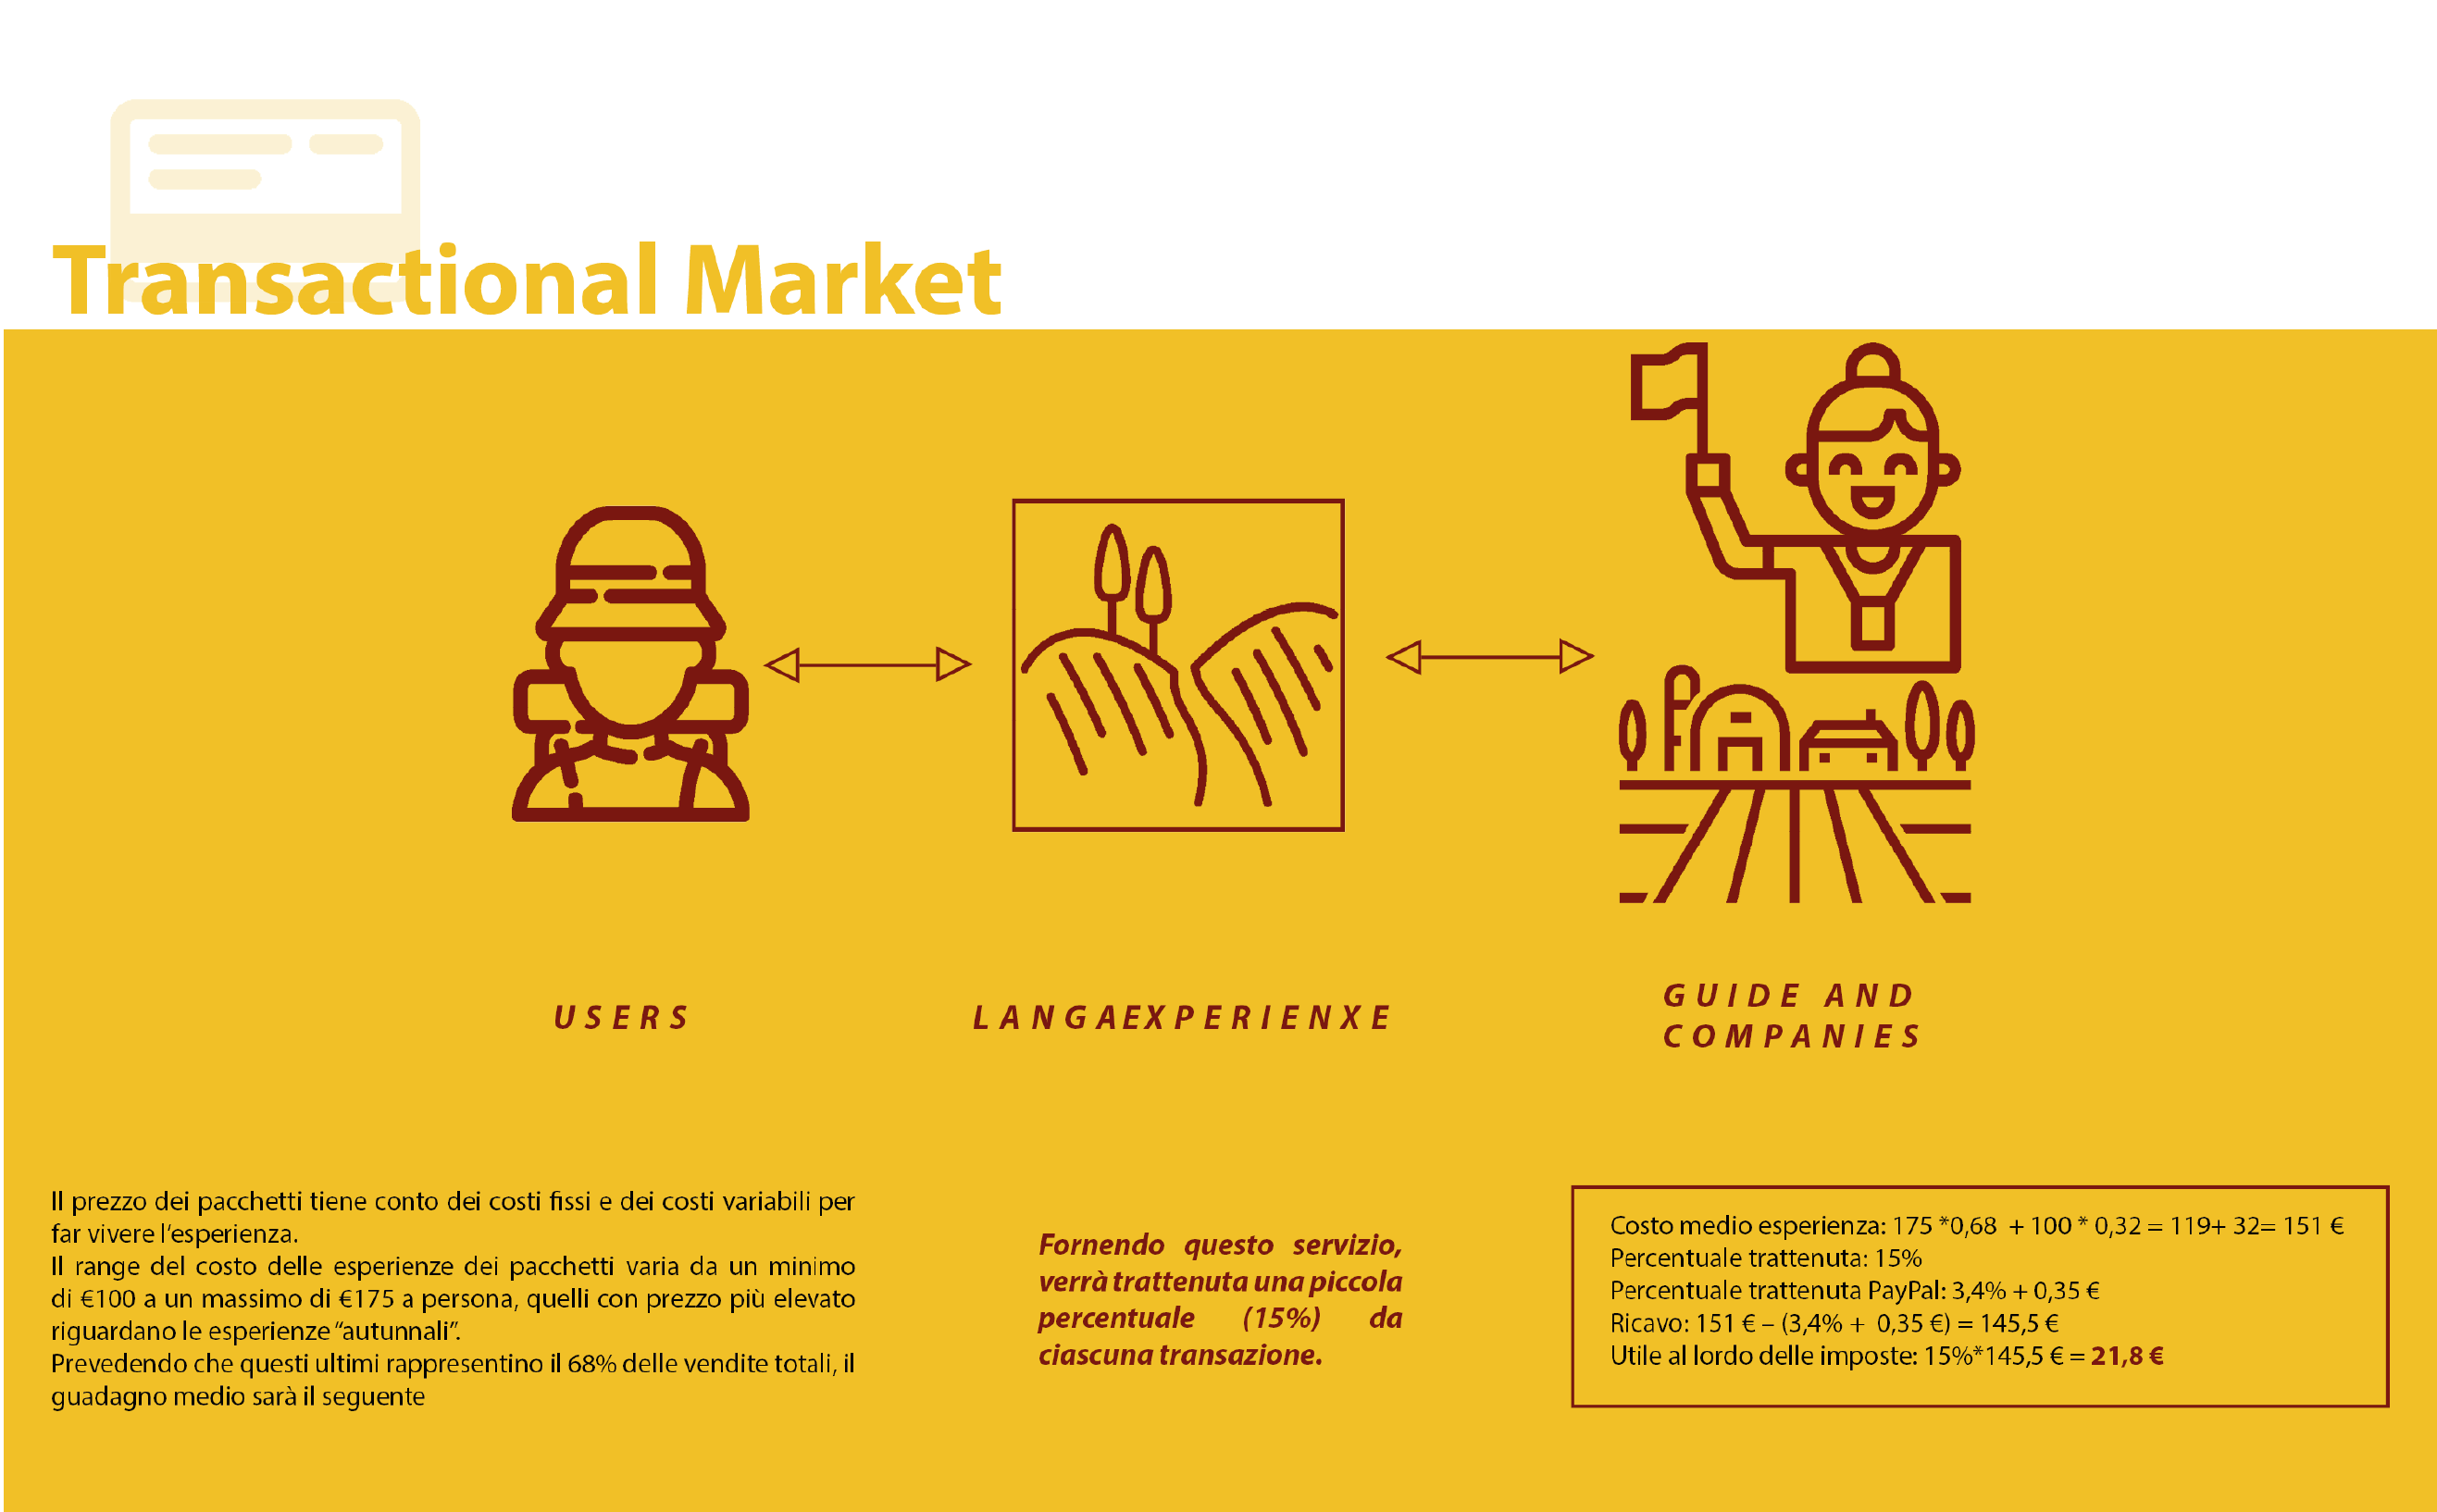 Transactional Market
USERS
LANGAEXPERIENXE
GUIDE AND
COMPANIES
Il prezzo dei pacchetti tiene conto dei costi fissi e dei costi variabili per
far vivere l'esperienza.
Il range del costo delle esperienze dei pacchetti varia da un minimo
di €100 a un massimo di €175 a persona, quelli con prezzo più elevato
riguardano le esperienze “autunnali”.
Prevedendo che questi ultimi rappresentino il 68% delle vendite totali, il
guadagno medio sarà il seguente
Fornendo questo servizio,
verrà trattenuta una piccola
percentuale (15%) da
ciascuna transazione.
Costo medio esperienza: 175 *0,68 + 100 * 0,32 = 119+ 32= 151 €
Percentuale trattenuta: 15%
Percentuale trattenuta PayPal: 3,4% + 0,35 €
Ricavo: 151 € – (3,4% + 0,35 €) = 145,5 €
Utile al lordo delle imposte: 15%*145,5 € = 21,8 €